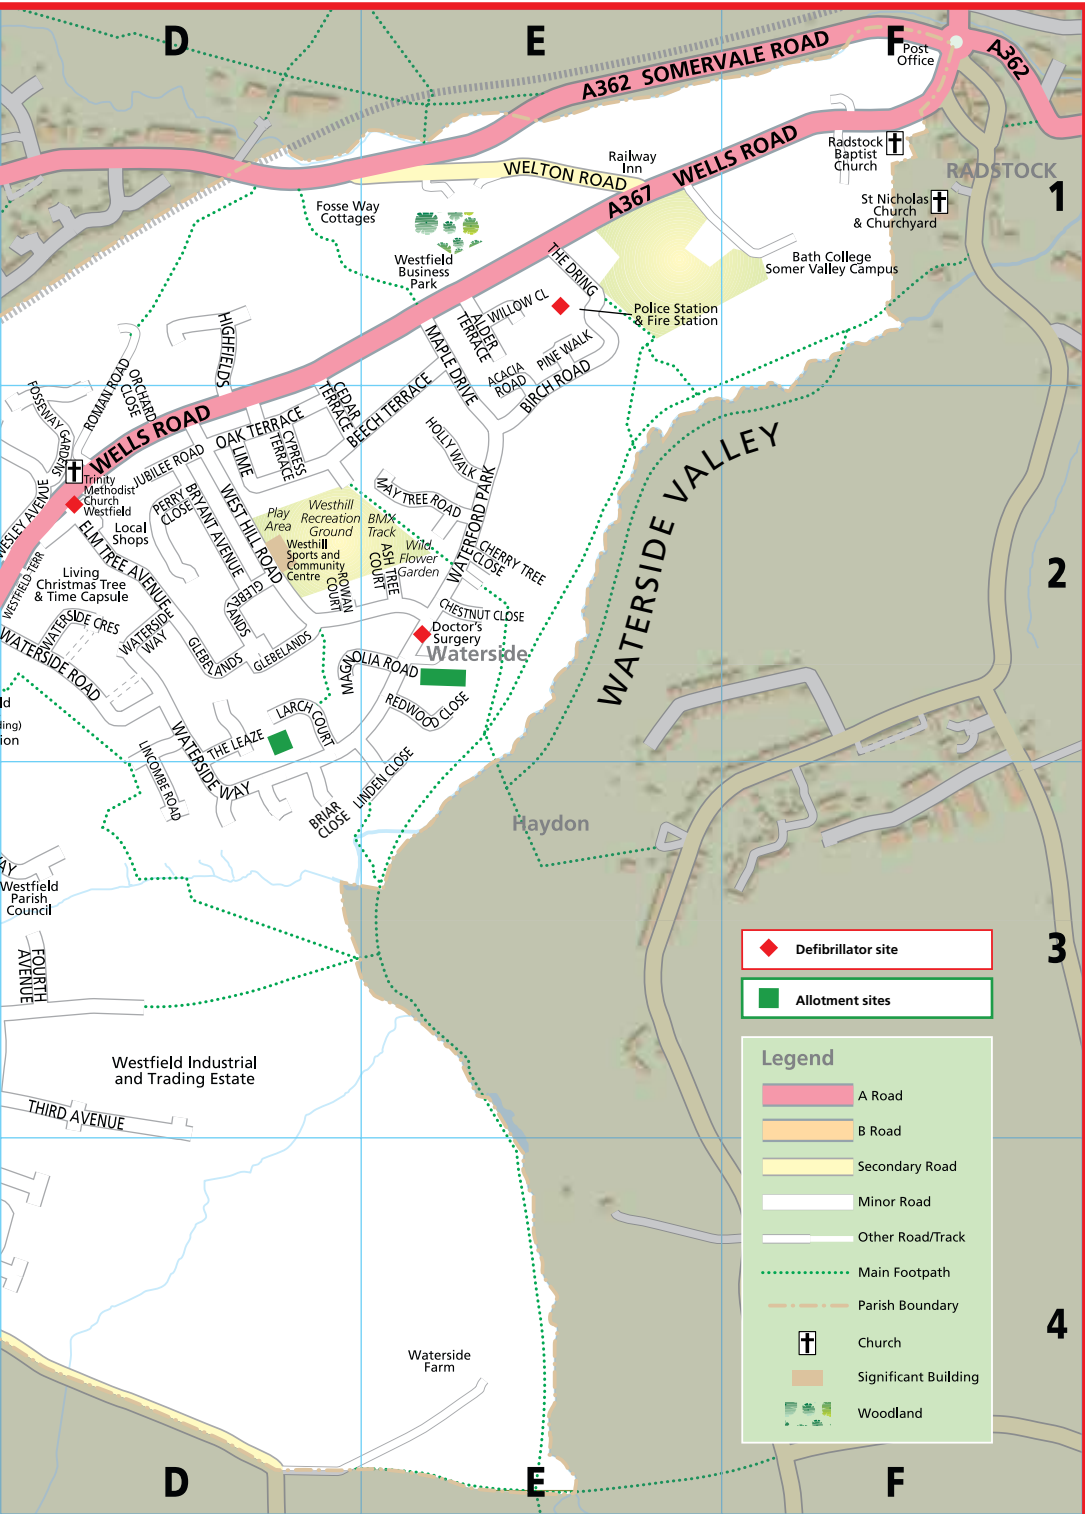 D
E
F
A362 SOMERVALE ROAD
Post
Office
A362
WELTON ROAD
Railway
Inn
A367 WELLS ROAD
Radstock
Baptist
Church
RADSTOCK
1
St Nholas
Church
& Churchyard
Fosse Way
Cottages
Westfield
Business
Park
Bath College
Somer Valley Campus
THE DRING
WILLOW CL
Police Station
& Fire Station
ALDER
TERRACE
PINE WALK
ACACIA
ROAD
BIRCH ROAD
MAPLE DRIVE
HIGHFIELDS
ROMAN ROAD
ORCHARD
CLOSE
FOSSEWAY GARDENS
CEDAR
TERRACE
BEECH TERRACE
WELLS ROAD
OAK TERRACE
LIME
CYPRESS
TERRACE
HOLLY WALK
JUBILEE ROAD
WATERSIDE VALLEY
Trinity
Methodist
Church
Westfield
WESLEY AVENUE
PERRY
CLOSE
BRYANT AVENUE
WEST HILL ROAD
MAY TREE ROAD
WATERFORD PARK
Play
Area
Westhill
Recreation
Ground
BMX
Track
Local
Shops
ELM TREE AVENUE
Westhill
Sports and
Community
Centre
Wild
Flower
Garden
ASH TREE
COURT
ROWAN
COURT
CHERRY TREE
CLOSE
WESTFIELD TERR
Living
Christmas Tree
& Time Capsule
2
GLEBELANDS
CHESTNUT CLOSE
WATERSIDE CRES
WATERSIDE
WAY
GLEBELANDS
GLEBELANDS
Doctor's
Surgery
Waterside
WATERSIDE ROAD
MAGNOLIA ROAD
REDWOOD CLOSE
ld
ing)
ion
LARCH COURT
THE LEAZE
WATERSIDE WAY
LINCOMBE ROAD
LINDEN CLOSE
BRIAR
CLOSE
Haydon
AY
Westfield
Parish
Council
FOURTH
AVENUE
3
Defibrillator site
Allotment sites
Westfield Industrial
and Trading Estate
THIRD AVENUE
Legend
A Road
B Road
Secondary Road
Minor Road
Other Road/Track
Main Footpath
Parish Boundary
Church
Significant Building
Woodland
4
Waterside
Farm
D
E
F